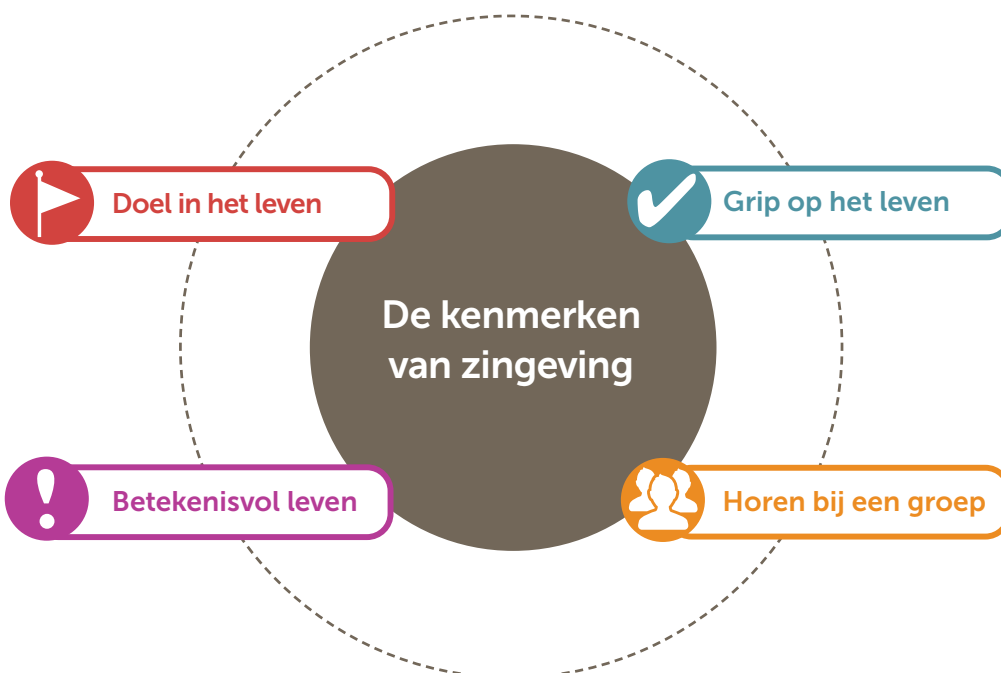 Doel in het leven
Grip op het leven
De kenmerken
van zingeving
Betekenisvol leven
Horen bij een groep